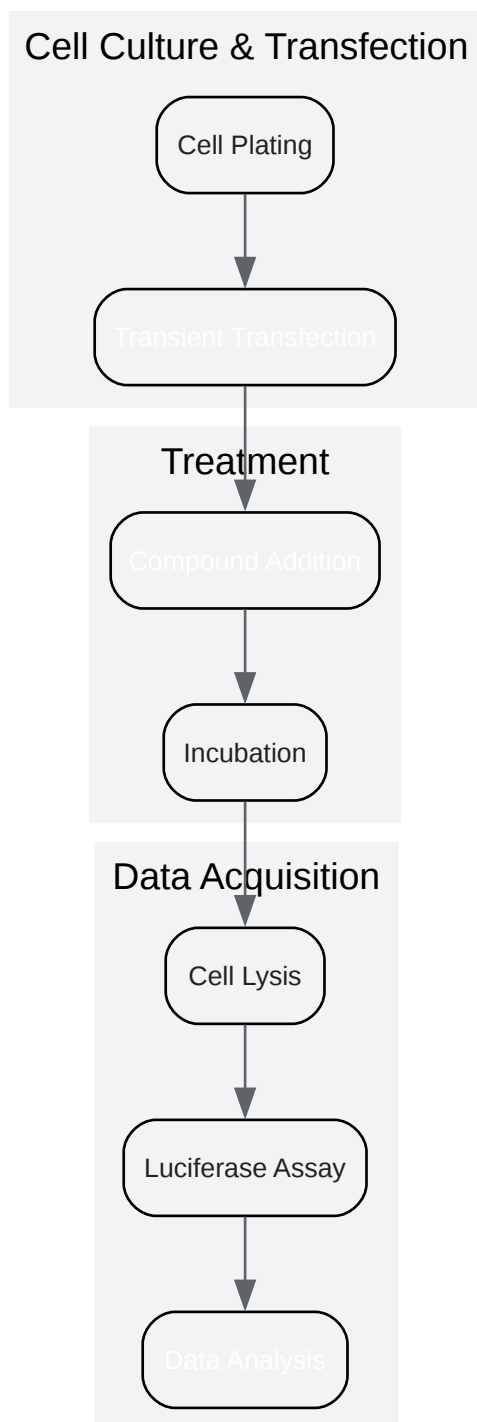 Cell Culture & Transfection
Cell Plating
Transient Transfection
Treatment
Compound Addition
Incubation
Data Acquisition
Cell Lysis
Luciferase Assay
Data Analysis